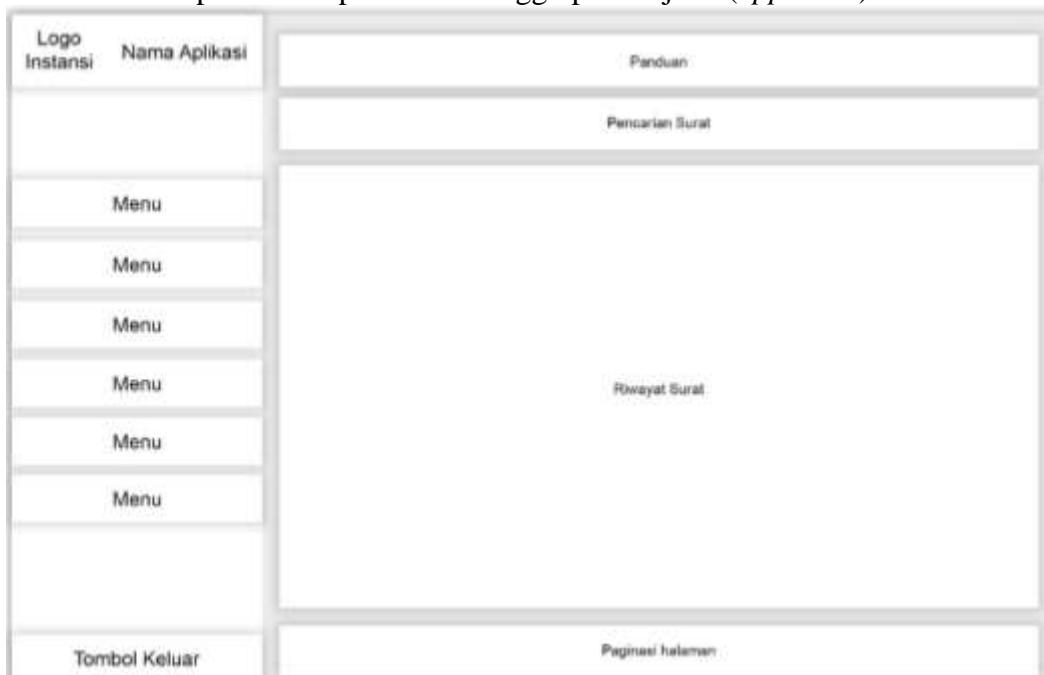 Logo
Instansi
Nama Aplikasi
Menu
Menu
Menu
Menu
Menu
Menu
Tombol Keluar
Panduan
Pencarian Surat
Riwayat Surat
Paginasi halaman